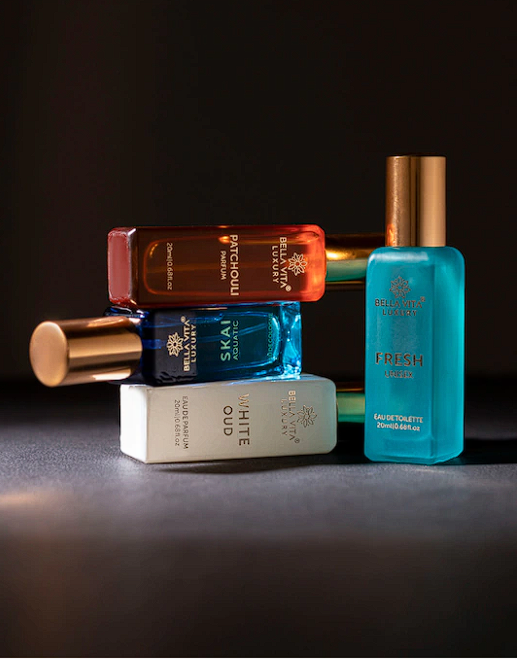 BELLA VITA®
LUXURY
PATCHOULI
PARFUM
20ml|0.68fl.oz
BELLA VITA®
LUXURY
SKAI
AQUATIC
BELLA VITA®
LUXURY
WHITE
OUD
EAU DE PARFUM
20ml|0.68fl.oz
BELLA VITA®
LUXURY
FRESH
EAU DE TOILETTE
20ml|0.68fl.oz